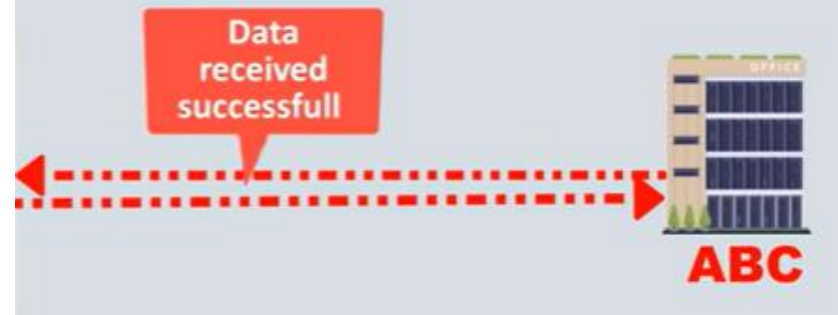 Data
received
successfull
OFFICE
ABC